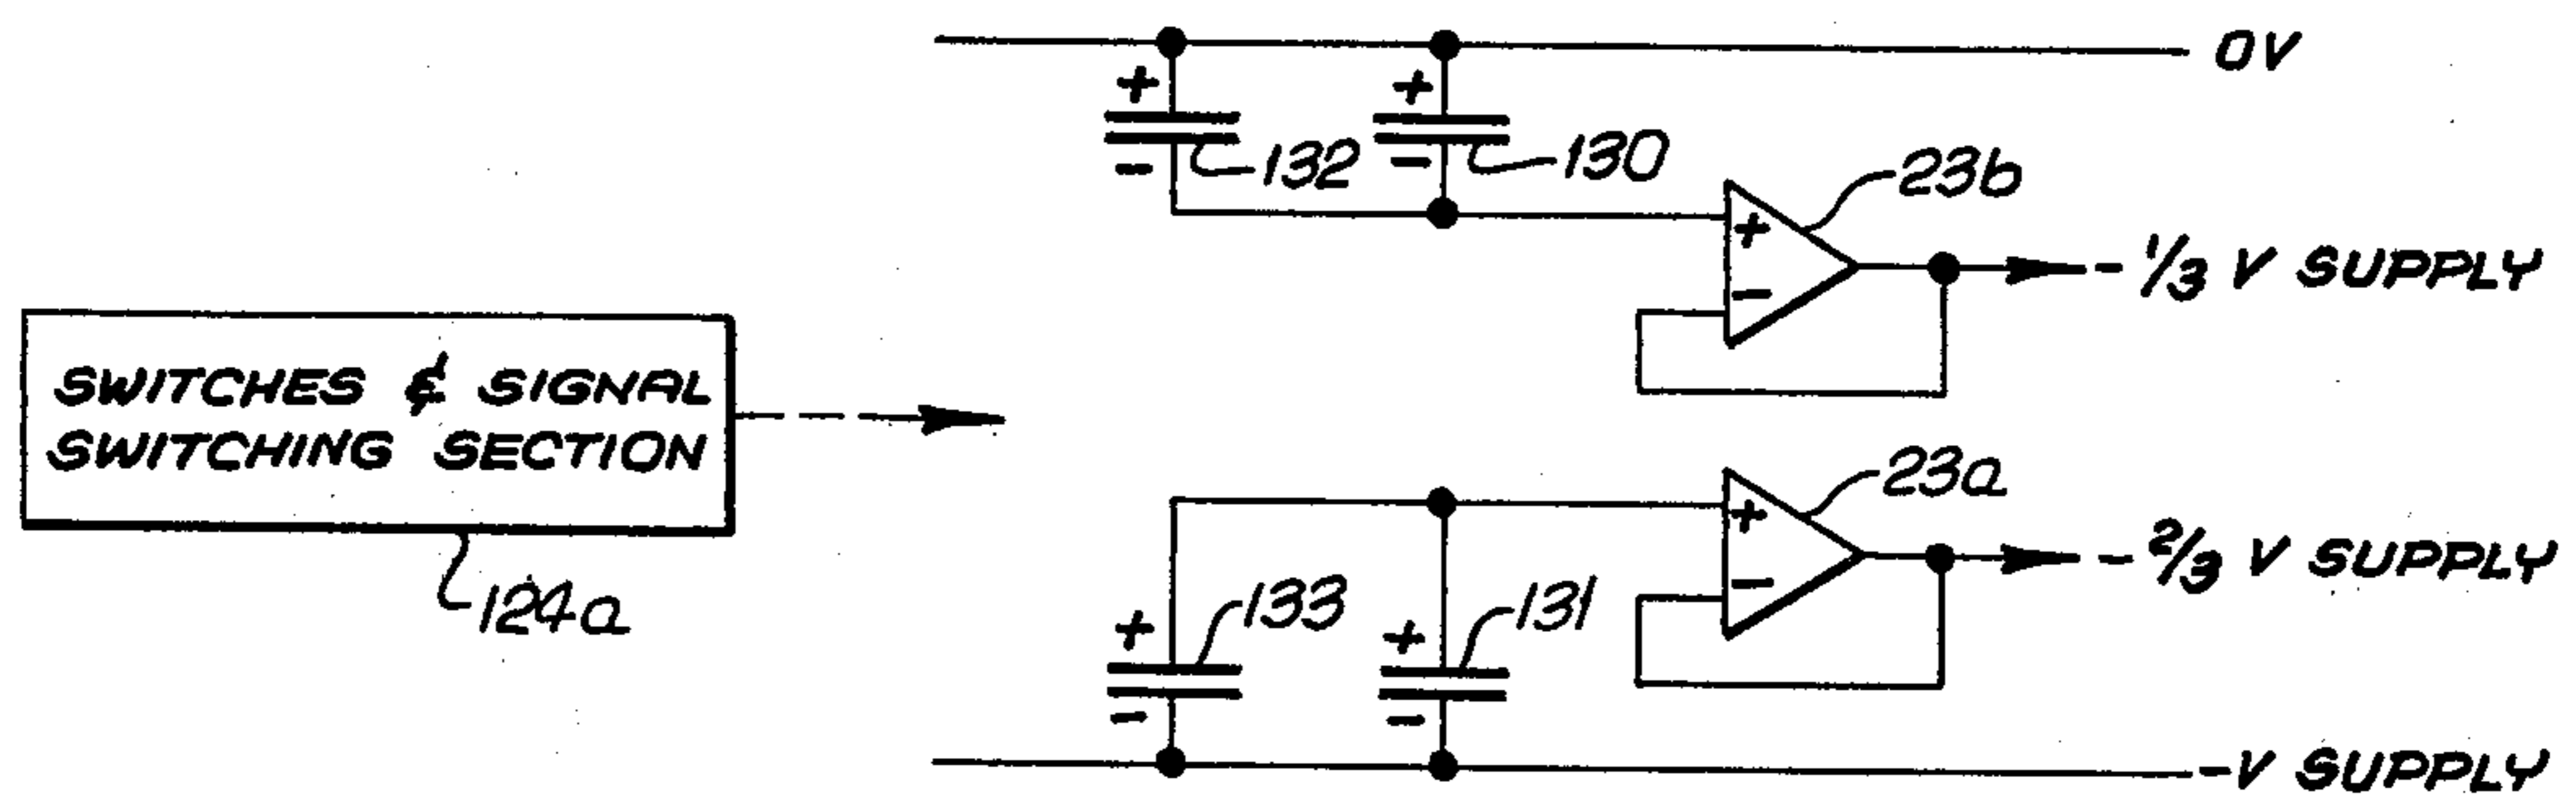 0V
+
+
132
130
-
-
23b
+
-
- 1/3 V SUPPLY
SWITCHES & SIGNAL
SWITCHING SECTION
124a
23a
+
-
- 2/3 V SUPPLY
133
131
+
+
-
-
-V SUPPLY